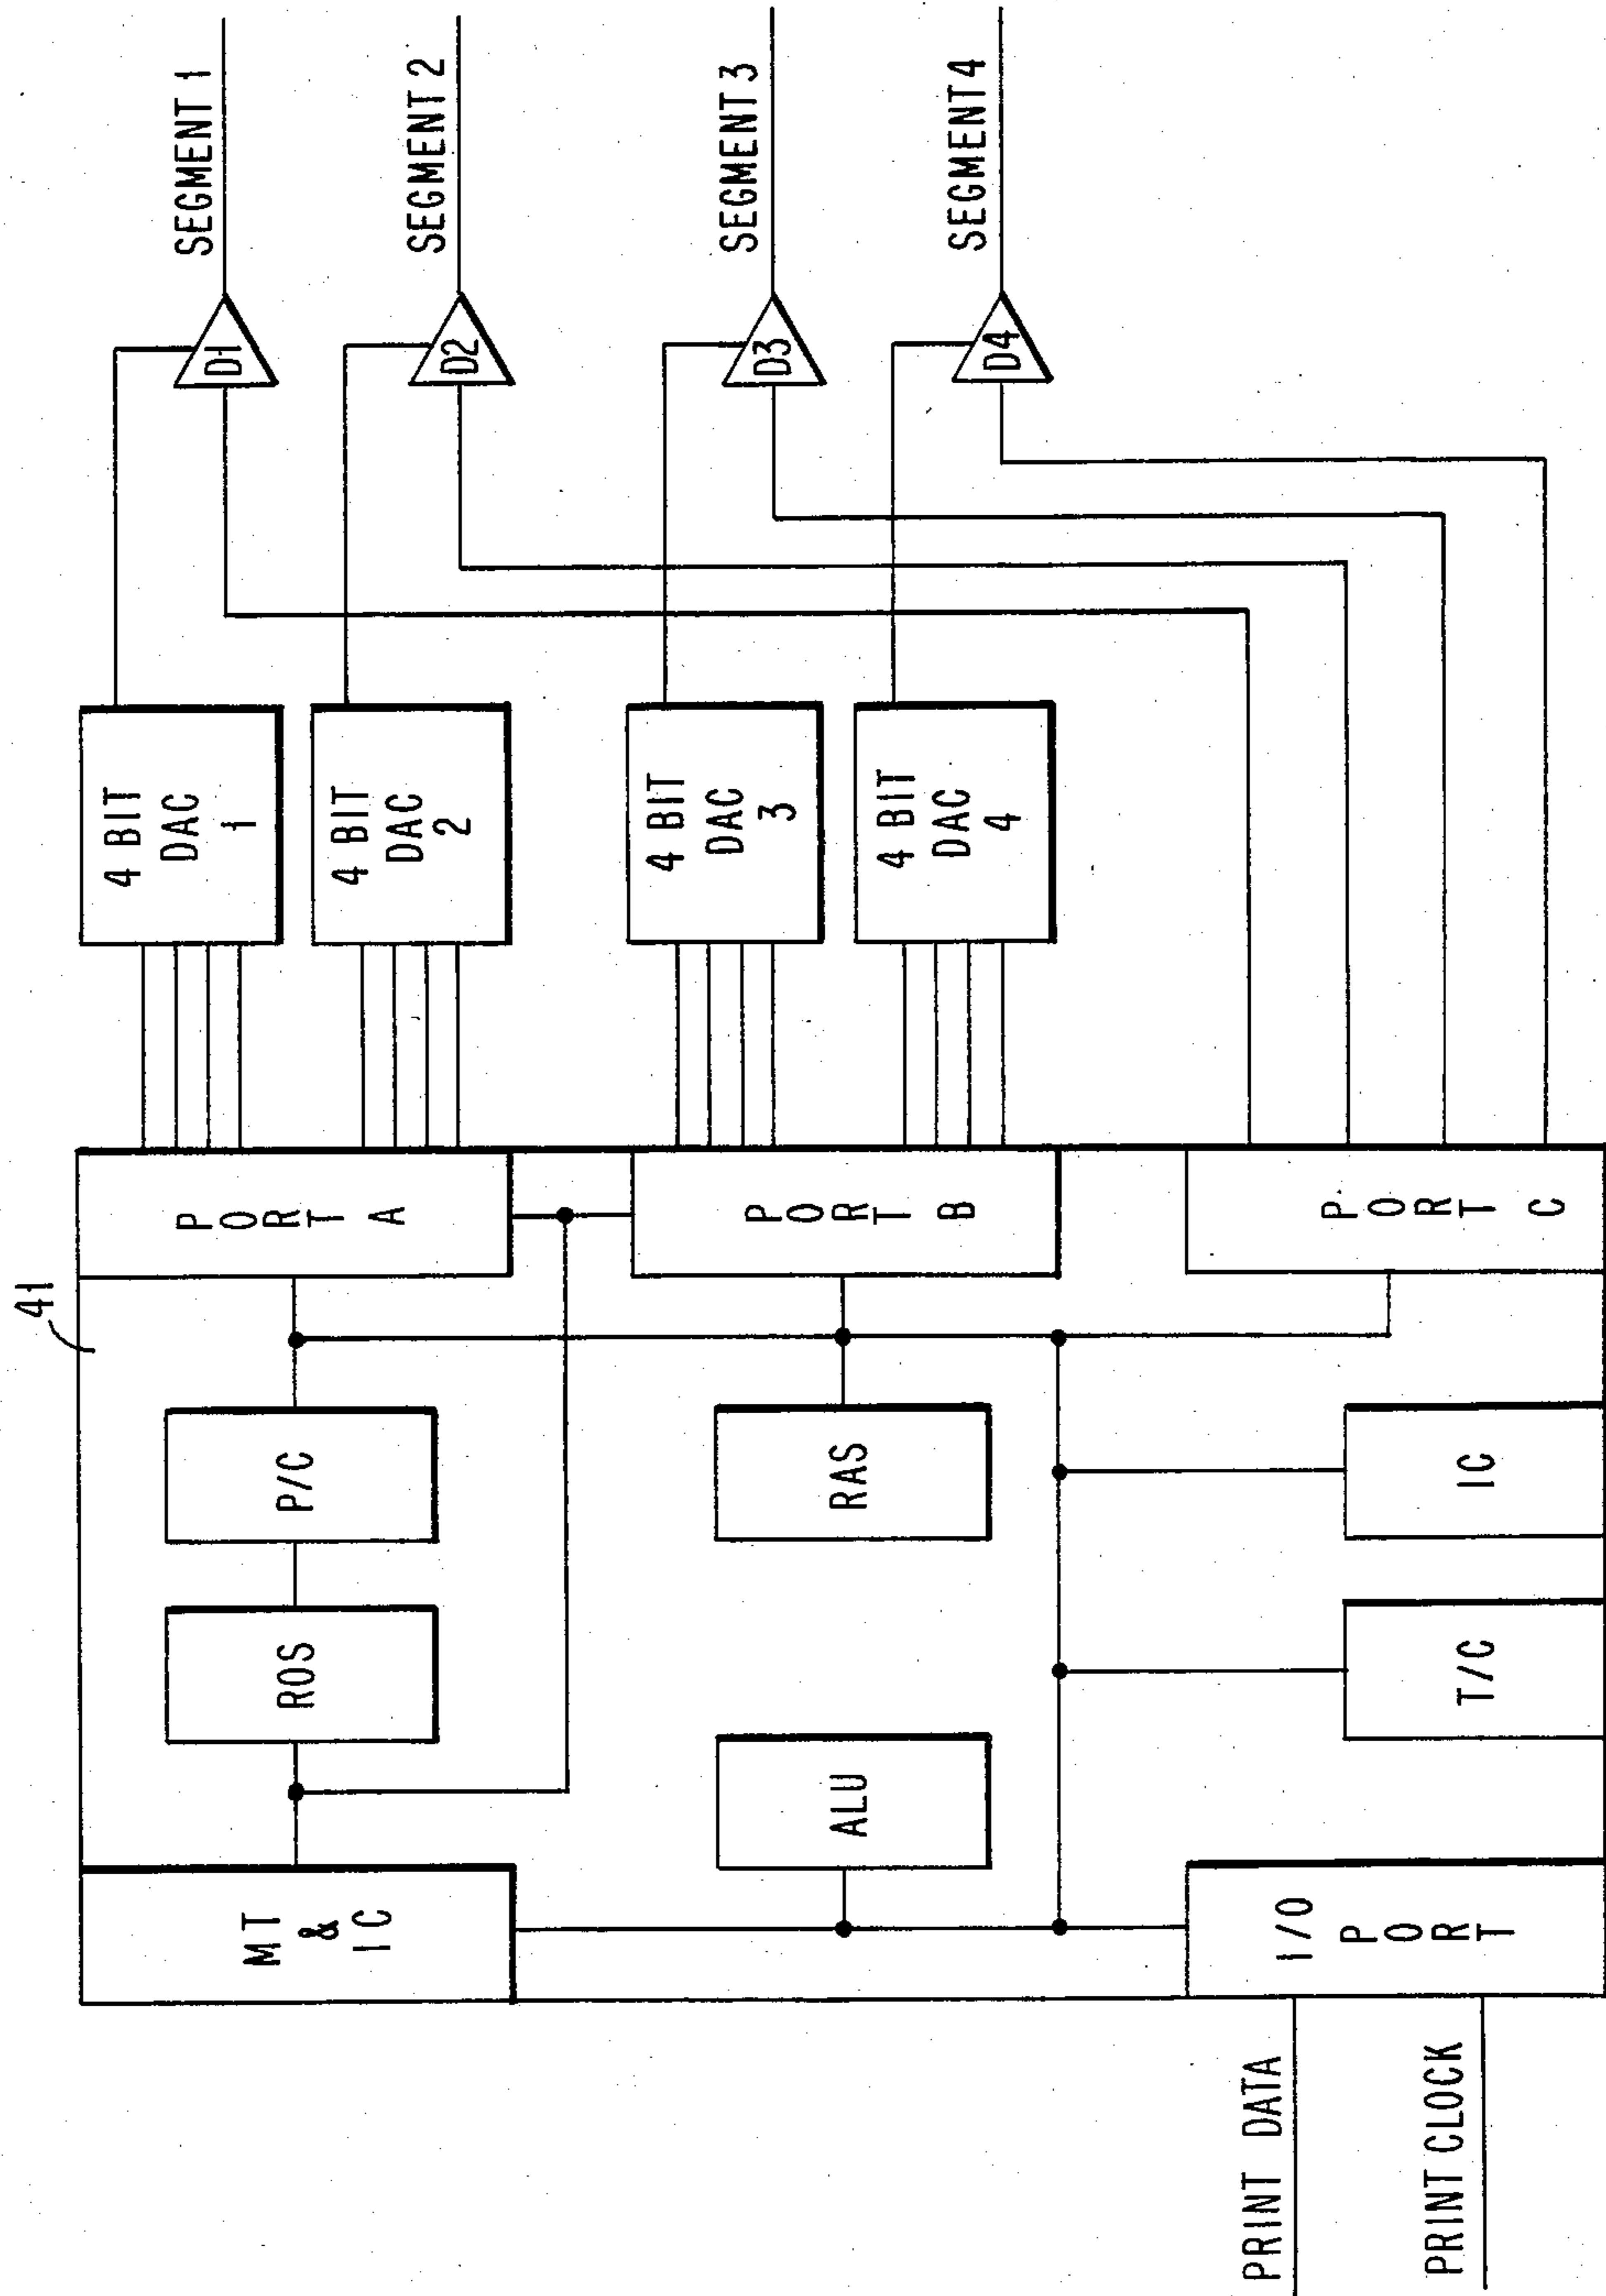 41
MT
&
IC
ROS
P/C
PORT A
4 BIT
DAC
1
D1
SEGMENT 1
4 BIT
DAC
2
D2
SEGMENT 2
ALU
RAS
PORT B
4 BIT
DAC
3
D3
SEGMENT 3
4 BIT
DAC
4
D4
SEGMENT 4
PRINT DATA
PRINT CLOCK
I/O
PORT
T/C
IC
PORT C